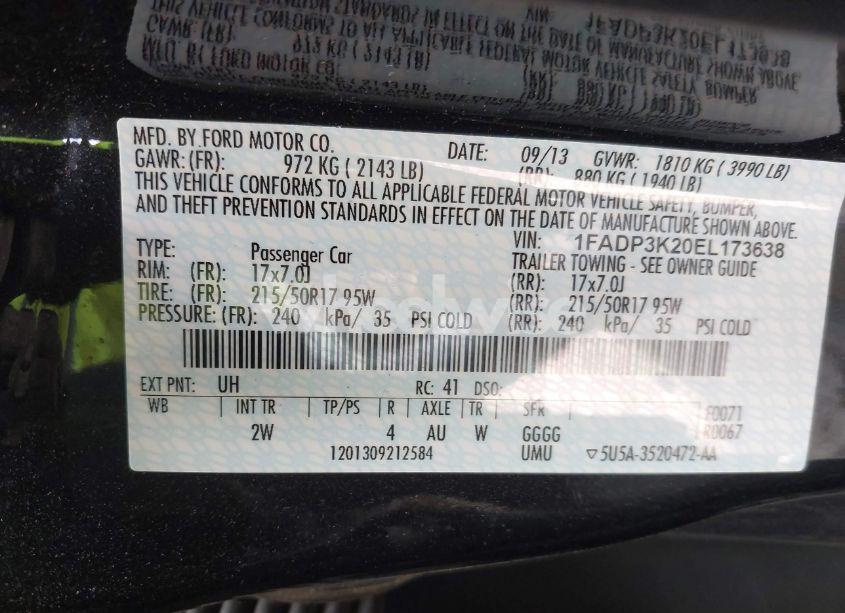 MFD. BY FORD MOTOR CO. DATE: 09/13 GVWR: 1810 KG ( 3990 LB)
GAWR: (FR): 972 KG ( 2143 LB) (RR): 880 KG ( 1940 LB)
THIS VEHICLE CONFORMS TO ALL APPLICABLE FEDERAL MOTOR VEHICLE SAFETY, BUMPER,
AND THEFT PREVENTION STANDARDS IN EFFECT ON THE DATE OF MANUFACTURE SHOWN ABOVE.
VIN: 1FADP3K20EL173638
TYPE: Passenger Car TRAILER TOWING - SEE OWNER GUIDE
RIM: (FR): 17x7.0J (RR): 17x7.0J
TIRE: (FR): 215/50R17 95W (RR): 215/50R17 95W
PRESSURE: (FR): 240 kPa/ 35 PSI COLD (RR): 240 kPa/ 35 PSI COLD
EXT PNT: UH RC: 41 DSO:
WB INT TR TP/PS R AXLE TR SPR F0071
2W 4 AU W GGGG R0067
1201309212584 UMU ▽5U5A-3520472-AA